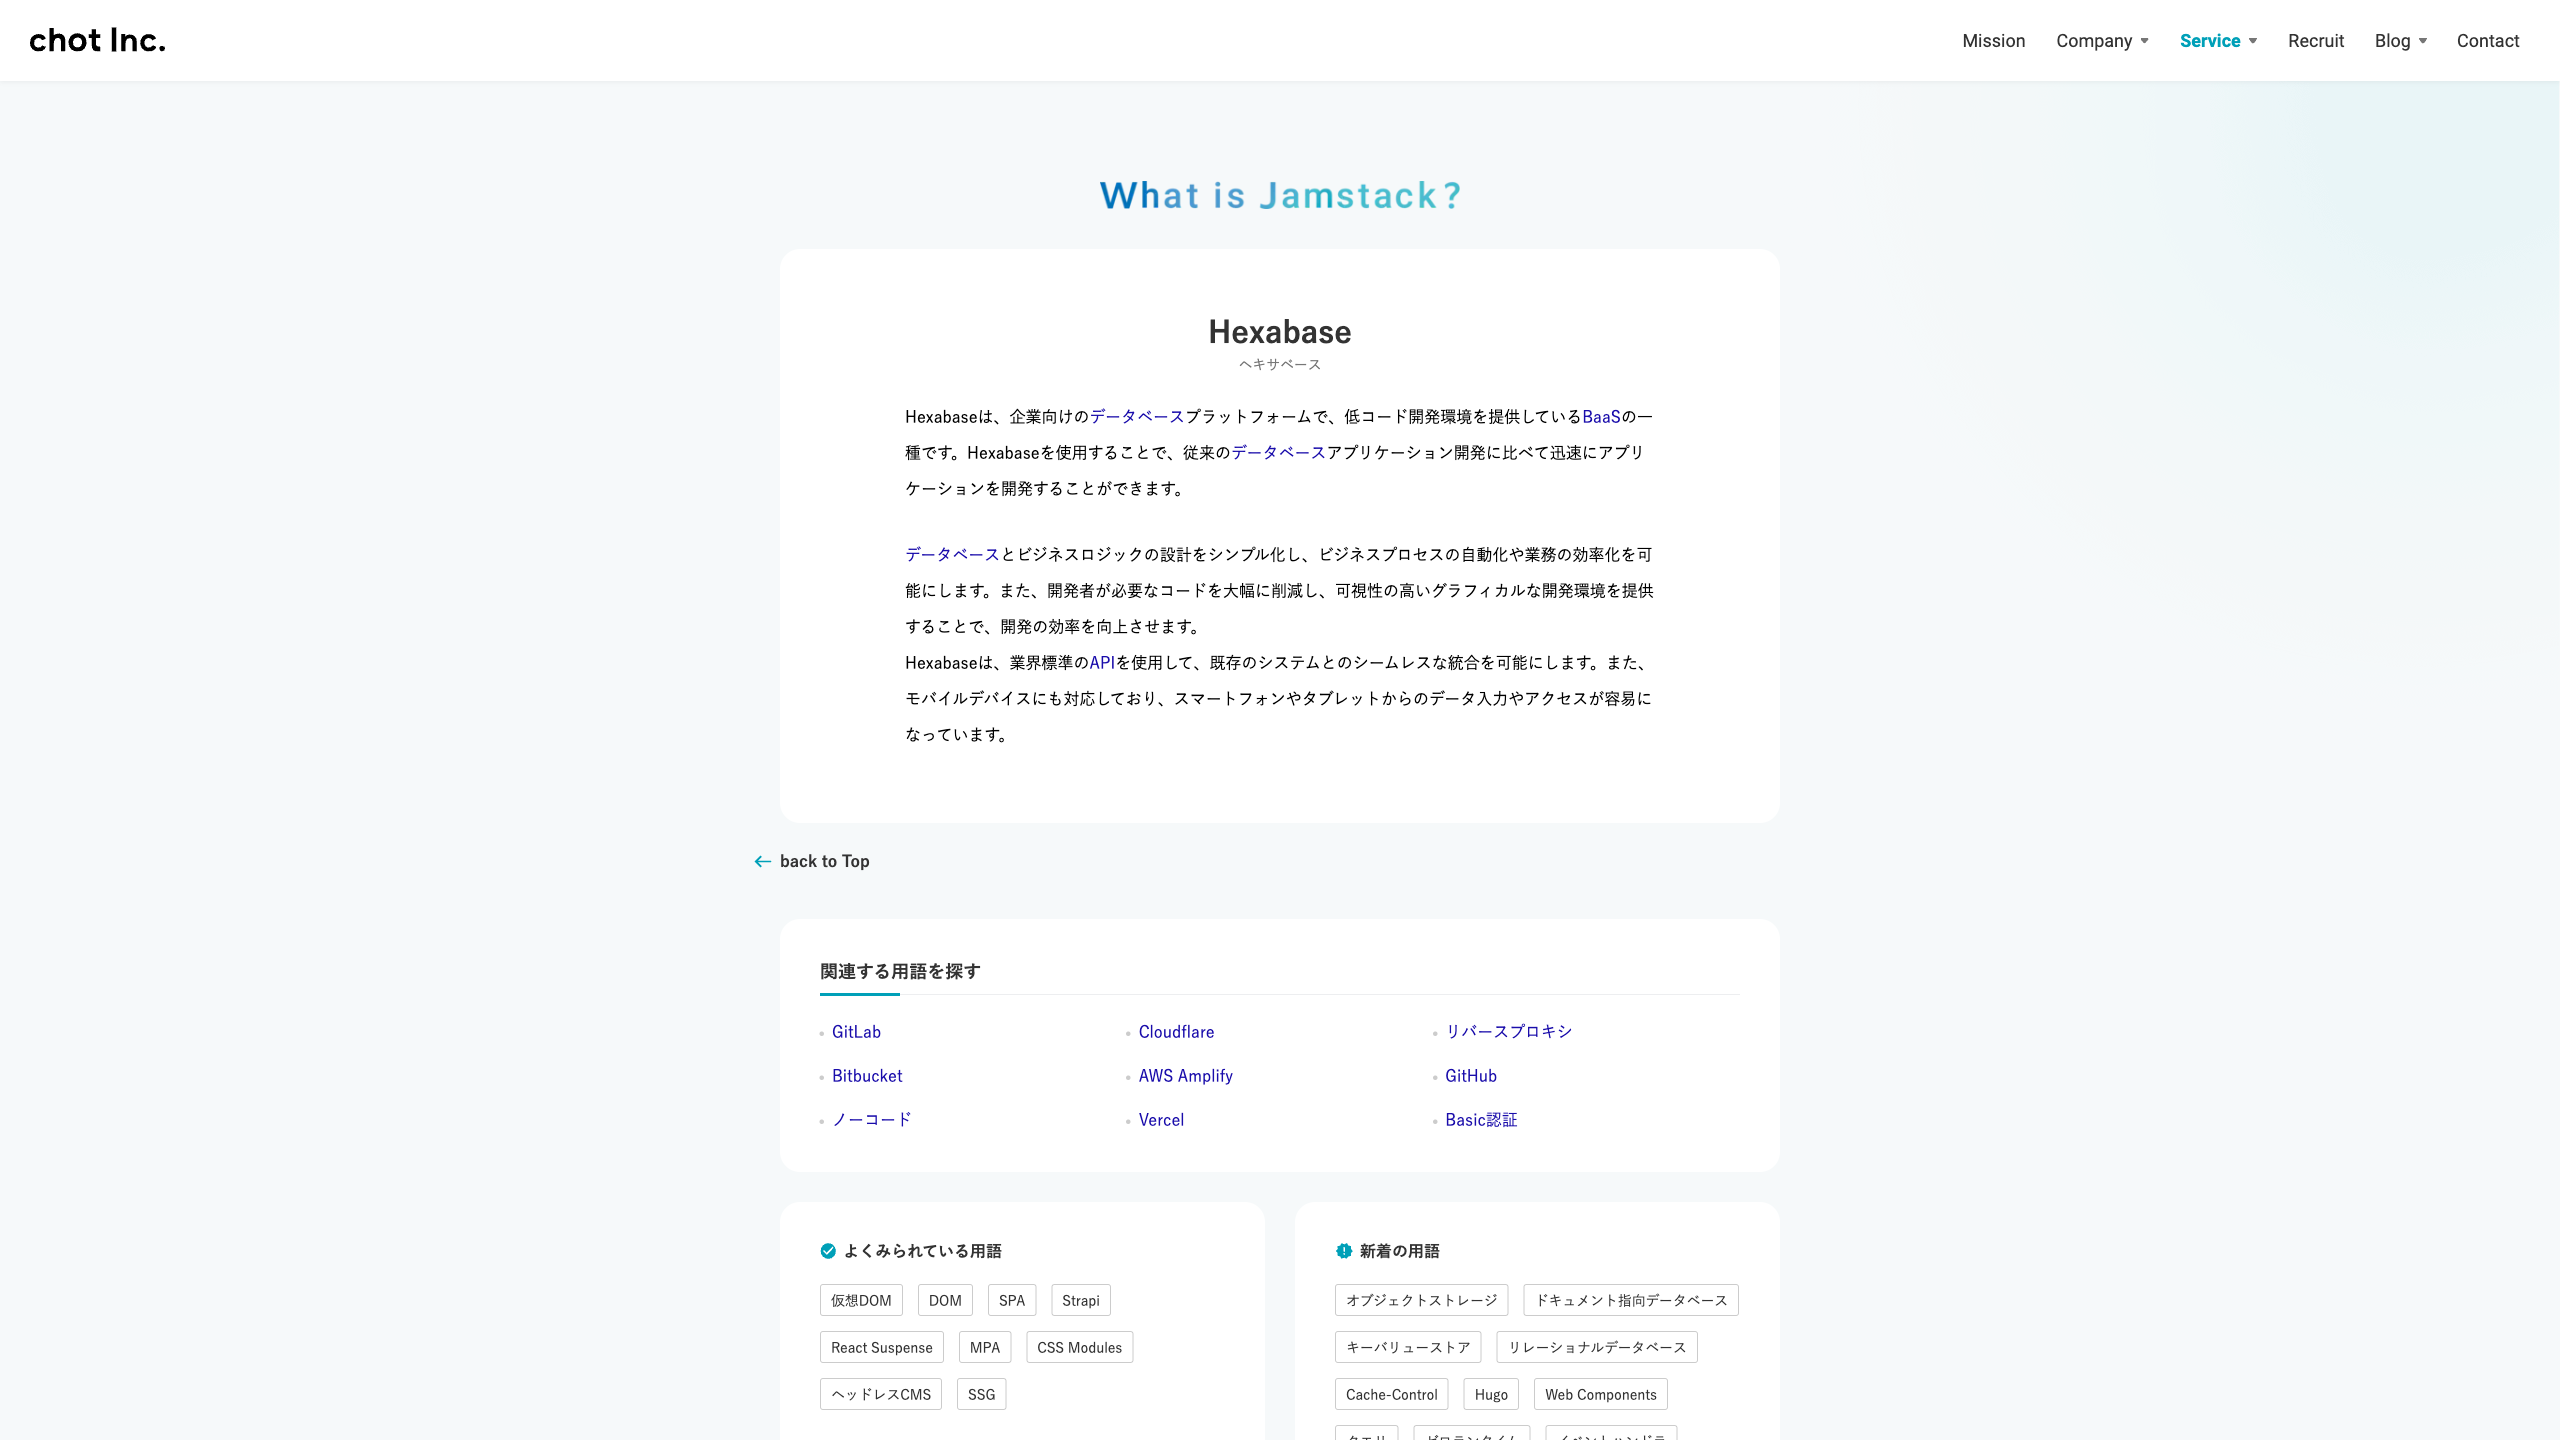 chot Inc.
Mission Company Service Recruit Blog Contact
What is Jamstack?
Hexabase
ヘキサベース
Hexabaseは、企業向けのデータベースプラットフォームで、低コード開発環境を提供しているBaaSの一
種です。Hexabaseを使用することで、従来のデータベースアプリケーション開発に比べて迅速にアプリ
ケーションを開発することができます。
データベースとビジネスロジックの設計をシンプル化し、ビジネスプロセスの自動化や業務の効率化を可
能にします。また、開発者が必要なコードを大幅に削減し、可視性の高いグラフィカルな開発環境を提供
することで、開発の効率を向上させます。
Hexabaseは、業界標準のAPIを使用して、既存のシステムとのシームレスな統合を可能にします。また、
モバイルデバイスにも対応しており、スマートフォンやタブレットからのデータ入力やアクセスが容易に
なっています。
back to Top
関連する用語を探す
GitLab Cloudflare リバースプロキシ
Bitbucket AWS Amplify GitHub
ノーコード Vercel Basic認証
よくみられている用語
仮想DOM DOM SPA Strapi
React Suspense MPA CSS Modules
ヘッドレスCMS SSG
新着の用語
オブジェクトストレージ ドキュメント指向データベース
キーバリューストア リレーショナルデータベース
Cache-Control Hugo Web Components